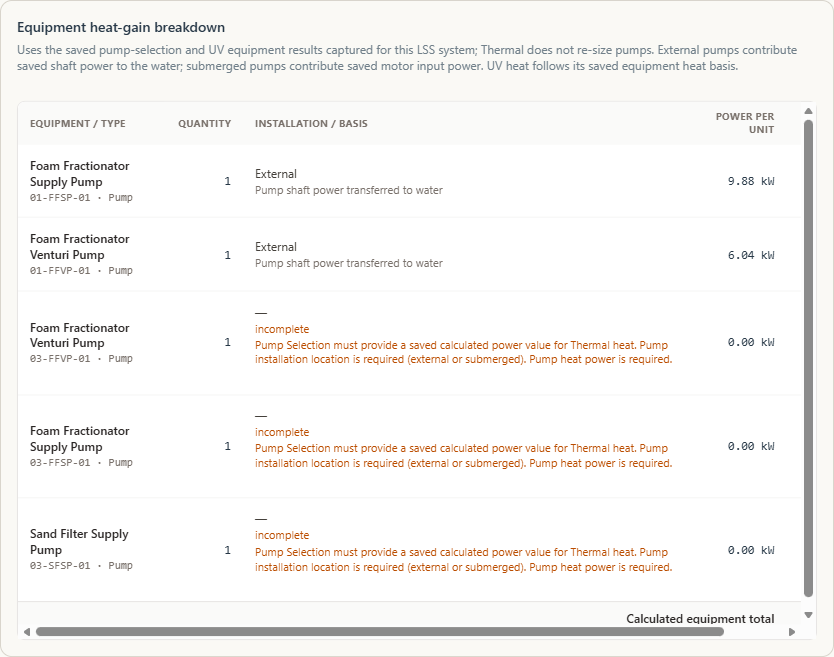 Equipment heat-gain breakdown
Uses the saved pump-selection and UV equipment results captured for this LSS system; Thermal does not re-size pumps. External pumps contribute
saved shaft power to the water; submerged pumps contribute saved motor input power. UV heat follows its saved equipment heat basis.
EQUIPMENT / TYPE QUANTITY INSTALLATION / BASIS POWER PER
UNIT
Foam Fractionator
Supply Pump
01-FFSP-01 · Pump
1
External
Pump shaft power transferred to water
9.88 kW
Foam Fractionator
Venturi Pump
01-FFVP-01 · Pump
1
External
Pump shaft power transferred to water
6.04 kW
Foam Fractionator
Venturi Pump
03-FFVP-01 · Pump
1
—
incomplete
Pump Selection must provide a saved calculated power value for Thermal heat. Pump
installation location is required (external or submerged). Pump heat power is required.
0.00 kW
Foam Fractionator
Supply Pump
03-FFSP-01 · Pump
1
—
incomplete
Pump Selection must provide a saved calculated power value for Thermal heat. Pump
installation location is required (external or submerged). Pump heat power is required.
0.00 kW
Sand Filter Supply
Pump
03-SFSP-01 · Pump
1
—
incomplete
Pump Selection must provide a saved calculated power value for Thermal heat. Pump
installation location is required (external or submerged). Pump heat power is required.
0.00 kW
Calculated equipment total